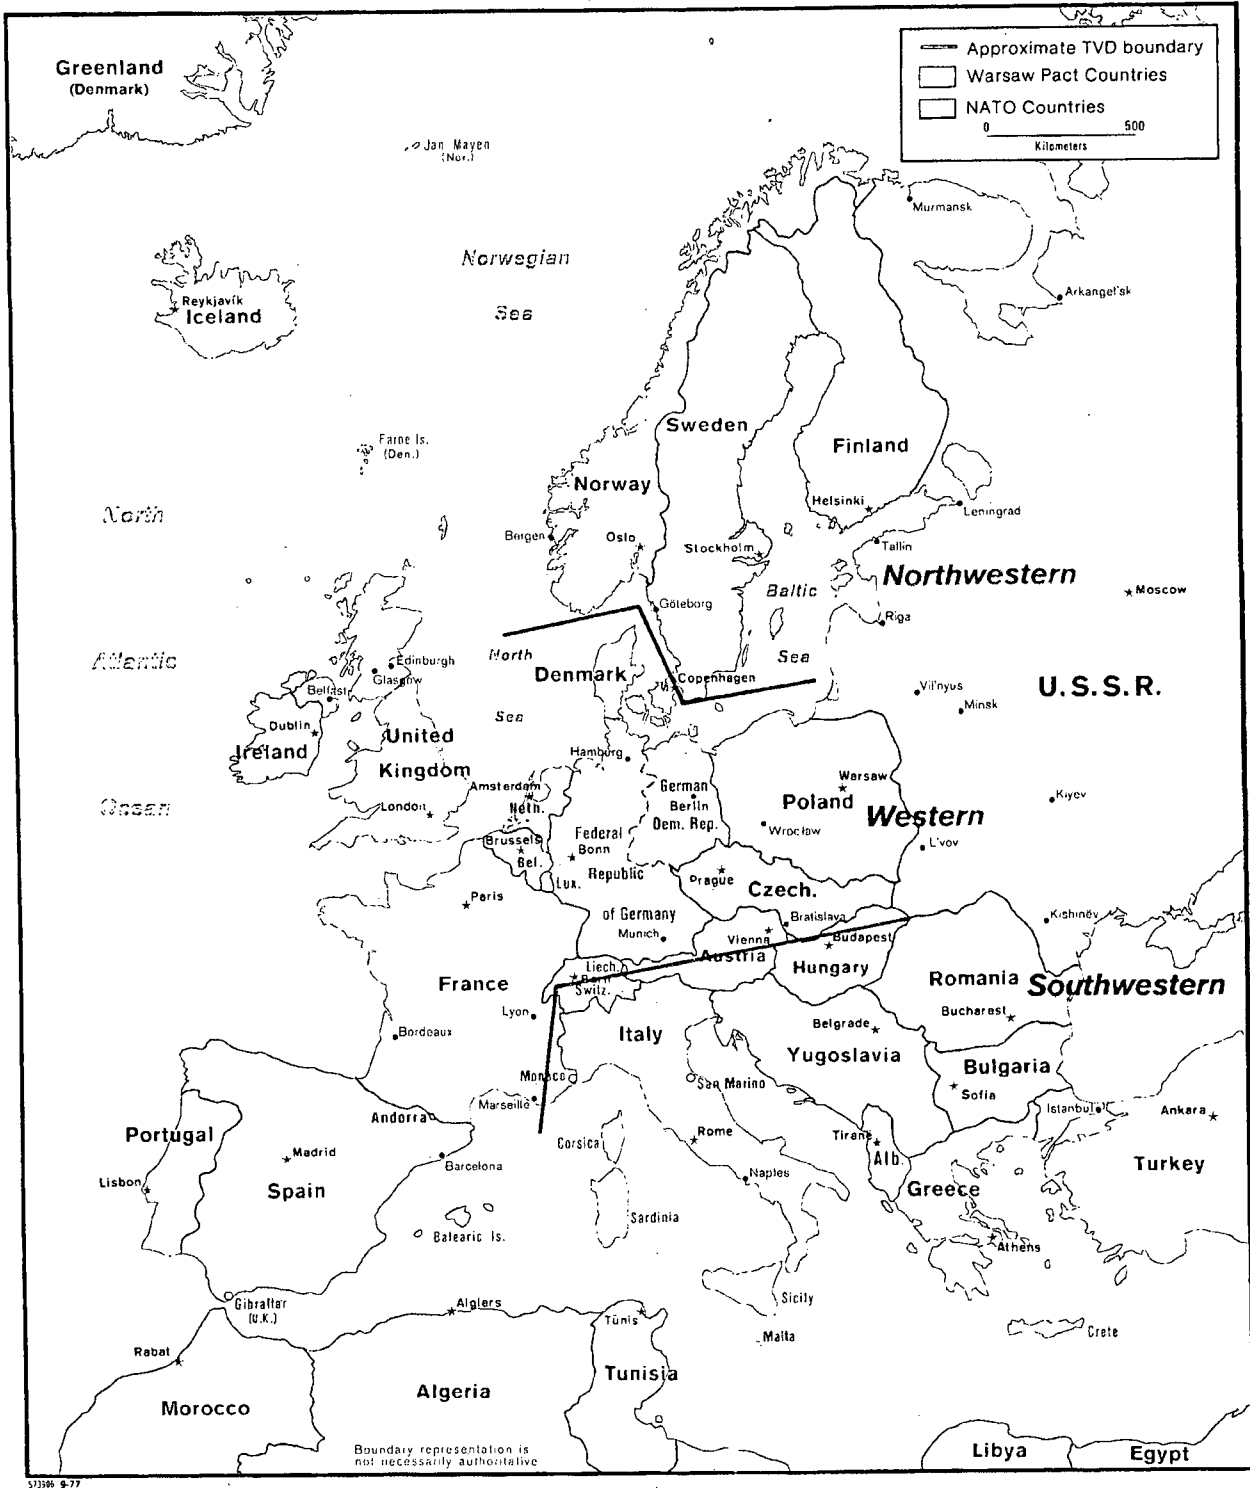 Greenland
(Denmark)
Approximate TVD boundary
Warsaw Pact Countries
NATO Countries
0 500
Kilometers
Jan Mayen
(Nor.)
Murmansk
Norwegian
Sea
Arkangel'sk
Reykjavík
Iceland
Sweden
Finland
Faroe Is.
(Den.)
Norway
Helsinki
Leningrad
North
Bergen
Oslo
Stockholm
Tallin
Northwestern
Baltic
Moscow
Göteborg
Riga
North
Sea
Atlantic
Edinburgh
Glasgow
Denmark
Copenhagen
Belfast
Vil'nyus
U.S.S.R.
Minsk
Sea
Dublin
Ireland
United
Kingdom
Hamburg
Amsterdam
Neth.
German
Berlin
Dem. Rep.
Warsaw
Poland
Kiyev
Ocean
London
Western
Wrocław
Federal
Bonn
Republic
Brussels
Bel.
L'vov
Lux.
Prague
Czech.
Paris
of Germany
Munich
Bratislava
Kishinëv
Vienna
Budapest
Austria
Hungary
Liech.
Bern
Switz.
France
Romania
Southwestern
Lyon
Bucharest
Italy
Belgrade
Bordeaux
Yugoslavia
Bulgaria
Monaco
San Marino
Sofia
Marseille
Andorra
Istanbul
Ankara
Portugal
Corsica
Rome
Tiranë
Alb.
Madrid
Barcelona
Turkey
Lisbon
Spain
Naples
Greece
Sardinia
Balearic Is.
Athens
Sicily
Gibraltar
(U.K.)
Algiers
Tunis
Malta
Crete
Rabat
Tunisia
Algeria
Morocco
Boundary representation is
not necessarily authoritative
Libya
Egypt
573306 9-77